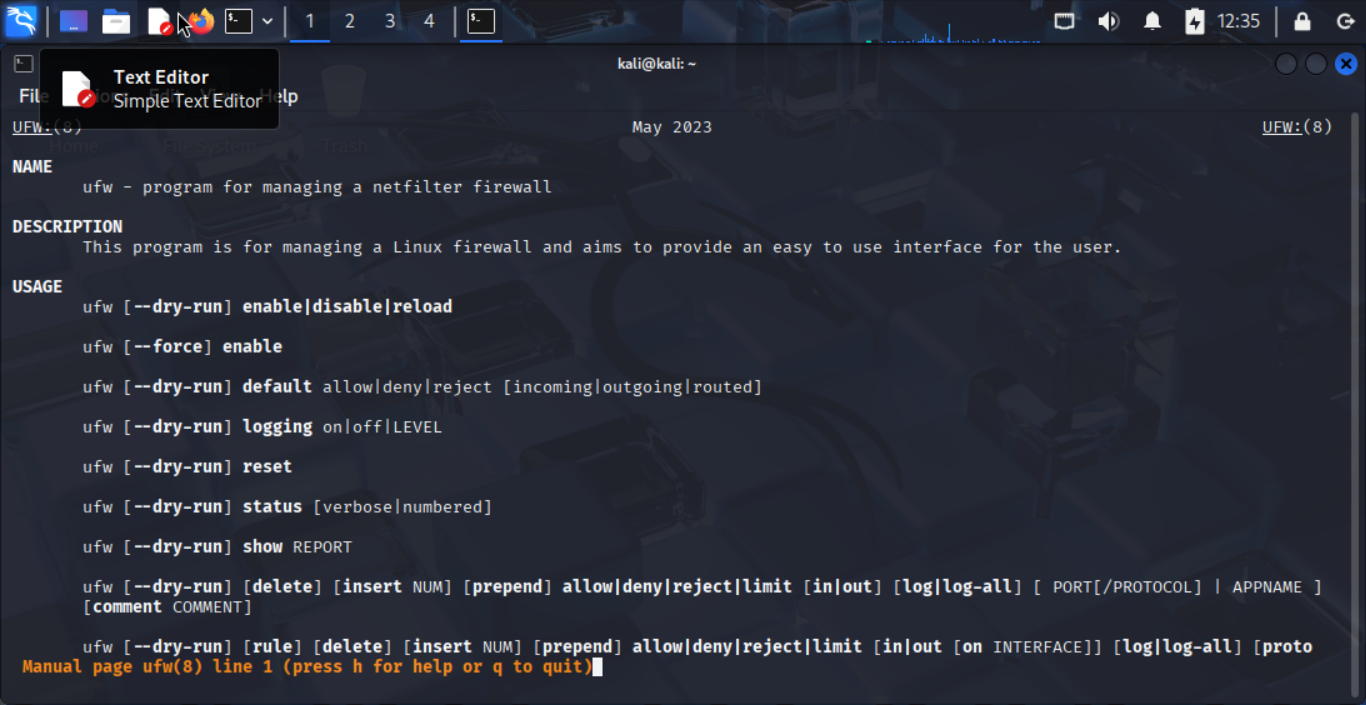 1 2 3 4 12:35
Text Editor
Simple Text Editor
kali@kali: ~
File Edit View Help
UFW:(8) May 2023 UFW:(8)
Home File System Trash
NAME
ufw - program for managing a netfilter firewall
DESCRIPTION
This program is for managing a Linux firewall and aims to provide an easy to use interface for the user.
USAGE
ufw [--dry-run] enable|disable|reload
ufw [--force] enable
ufw [--dry-run] default allow|deny|reject [incoming|outgoing|routed]
ufw [--dry-run] logging on|off|LEVEL
ufw [--dry-run] reset
ufw [--dry-run] status [verbose|numbered]
ufw [--dry-run] show REPORT
ufw [--dry-run] [delete] [insert NUM] [prepend] allow|deny|reject|limit [in|out] [log|log-all] [ PORT[/PROTOCOL] | APPNAME ]
[comment COMMENT]
ufw [--dry-run] [rule] [delete] [insert NUM] [prepend] allow|deny|reject|limit [in|out [on INTERFACE]] [log|log-all] [proto
Manual page ufw(8) line 1 (press h for help or q to quit)